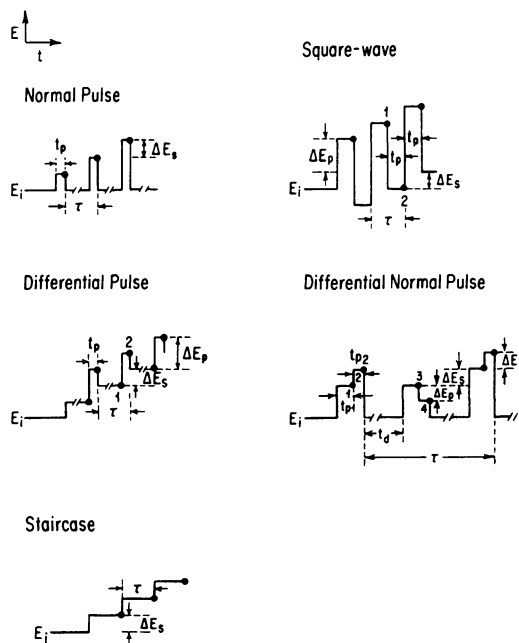 E
t
Square-wave
Normal Pulse
1
t_p
ΔE_s
ΔE_p
t_p
t_p
E_i
E_i
ΔE_s
2
τ
τ
Differential Pulse
Differential Normal Pulse
t_p
2
ΔE_p
t_p2
2
3
ΔE_s
ΔE
1
ΔE_s
E_i
1
4
ΔE_p
E_i
τ
t_p1
t_d
τ
Staircase
τ
E_i
ΔE_s